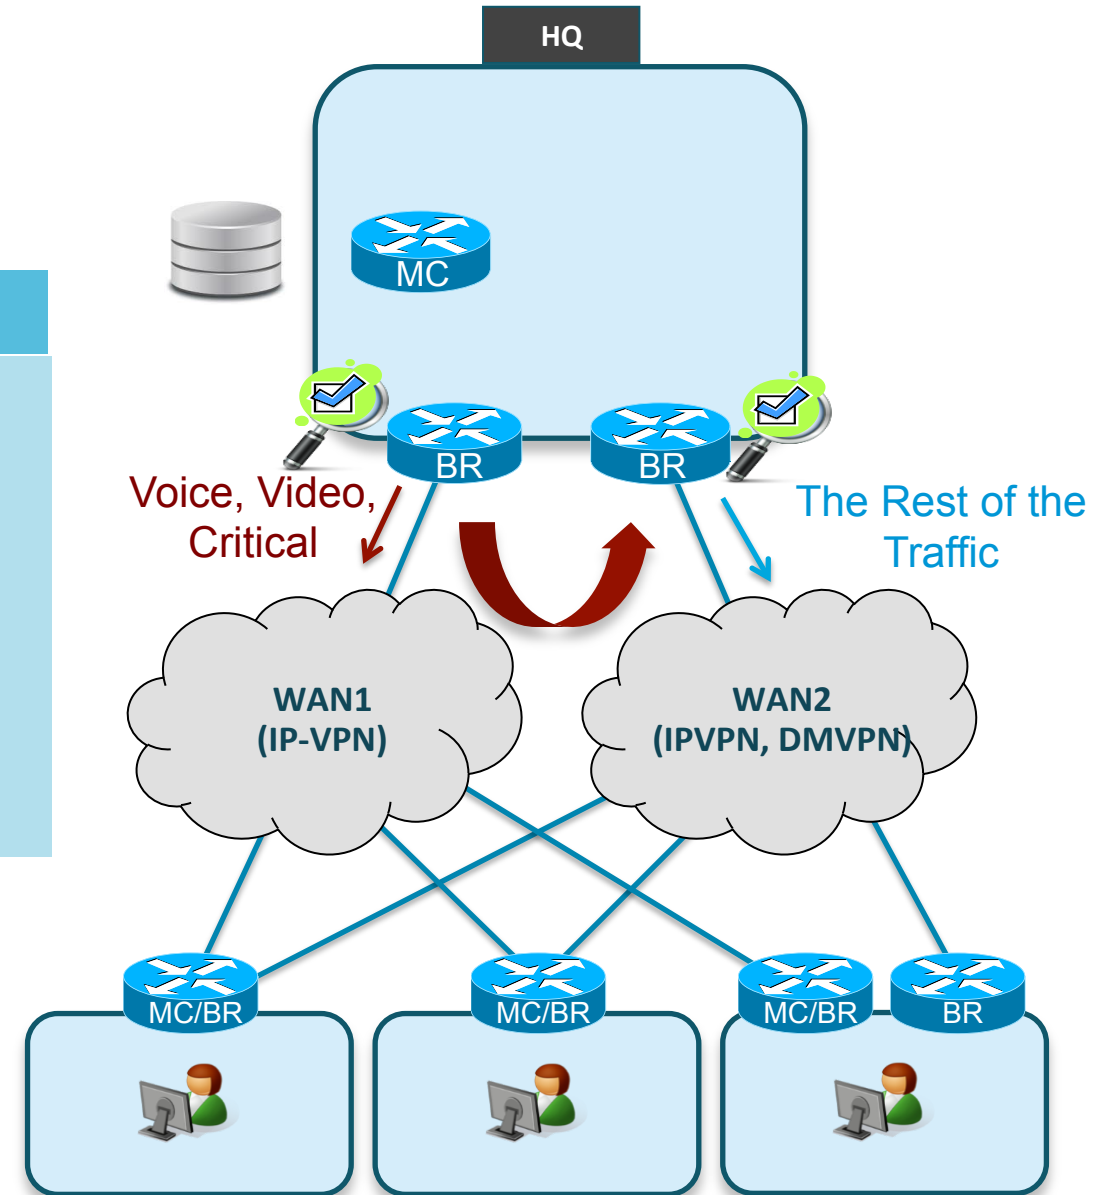 HQ
MC
BR
BR
Voice, Video,
Critical
The Rest of the
Traffic
WAN1
(IP-VPN)
WAN2
(IPVPN, DMVPN)
MC/BR
MC/BR
MC/BR
BR